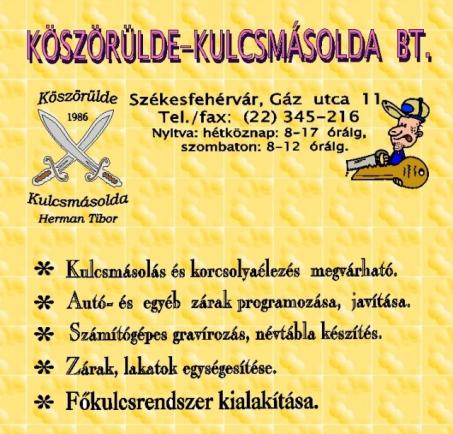 KÖSZÖRÜLDE-KULCSMÁSOLDA BT.
Köszörülde
1986
Kulcsmásolda
Herman Tibor
Székesfehérvár, Gáz utca 11
Tel./fax: (22) 345-216
Nyitva: hétköznap: 8-17 óráig,
szombaton: 8-12 óráig.
* Kulcsmásolás és korcsolyaélezés megvárható.
* Autó- és egyéb zárak programozása, javítása.
* Számítógépes gravírozás, névtábla készítés.
* Zárak, lakatok egységesítése.
* Főkulcsrendszer kialakítása.